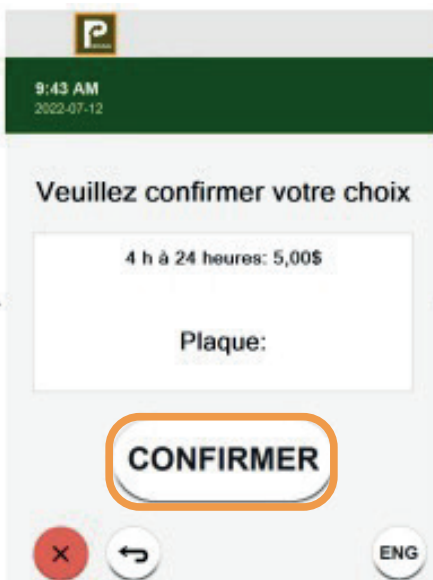 P
9:43 AM
2022-07-12
Veuillez confirmer votre choix
4 h à 24 heures: 5,00$
Plaque:
CONFIRMER
ENG